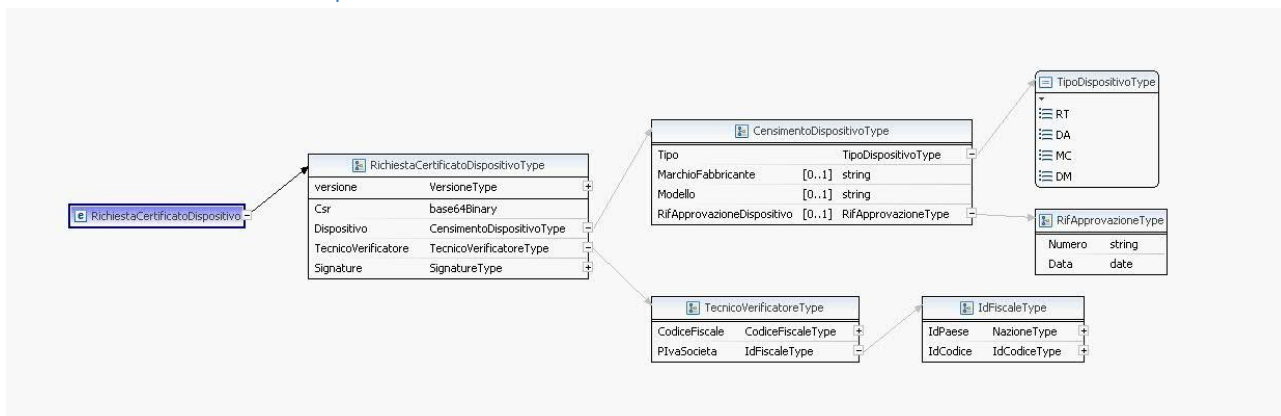 RichiestaCertificatoDispositivo
RichiestaCertificatoDispositivoType
versione VersioneType
Csr base64Binary
Dispositivo CensimentoDispositivoType
TecnicoVerificatore TecnicoVerificatoreType
Signature SignatureType
CensimentoDispositivoType
Tipo TipoDispositivoType
MarchioFabbricante [0..1] string
Modello [0..1] string
RifApprovazioneDispositivo [0..1] RifApprovazioneType
TipoDispositivoType
RT
DA
MC
DM
RifApprovazioneType
Numero string
Data date
TecnicoVerificatoreType
CodiceFiscale CodiceFiscaleType
PIvaSocieta IdFiscaleType
IdFiscaleType
IdPaese NazioneType
IdCodice IdCodiceType